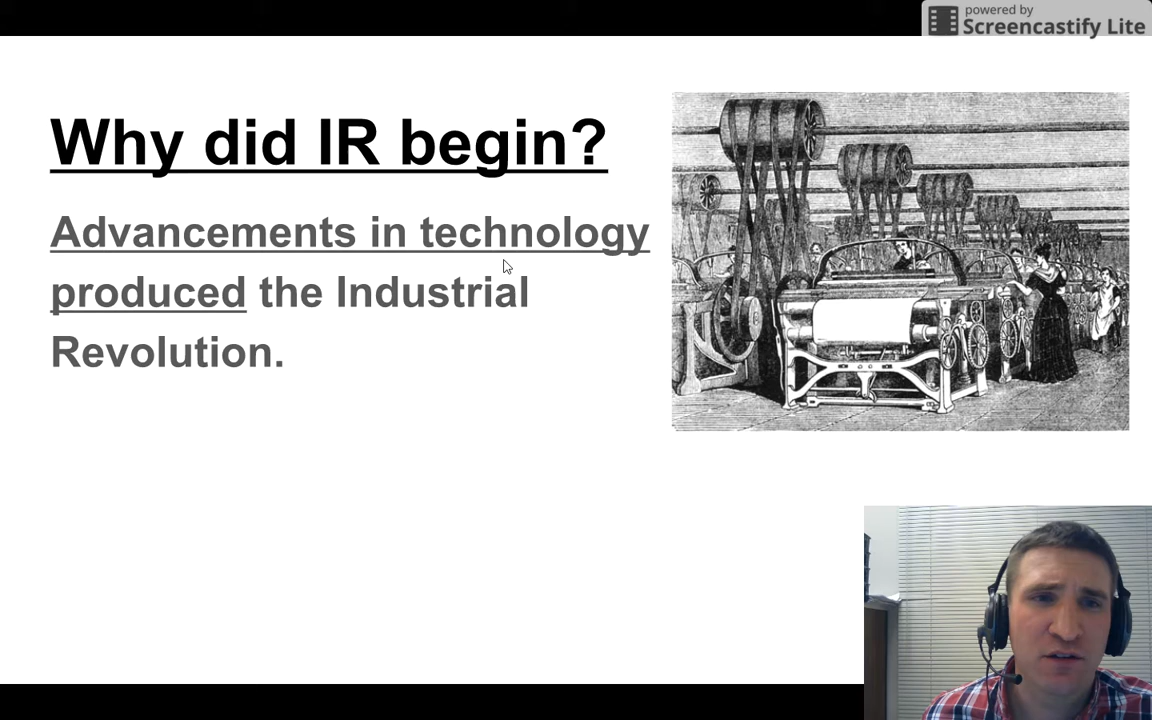 powered by
Screencastify Lite
Why did IR begin?
Advancements in technology
produced the Industrial
Revolution.